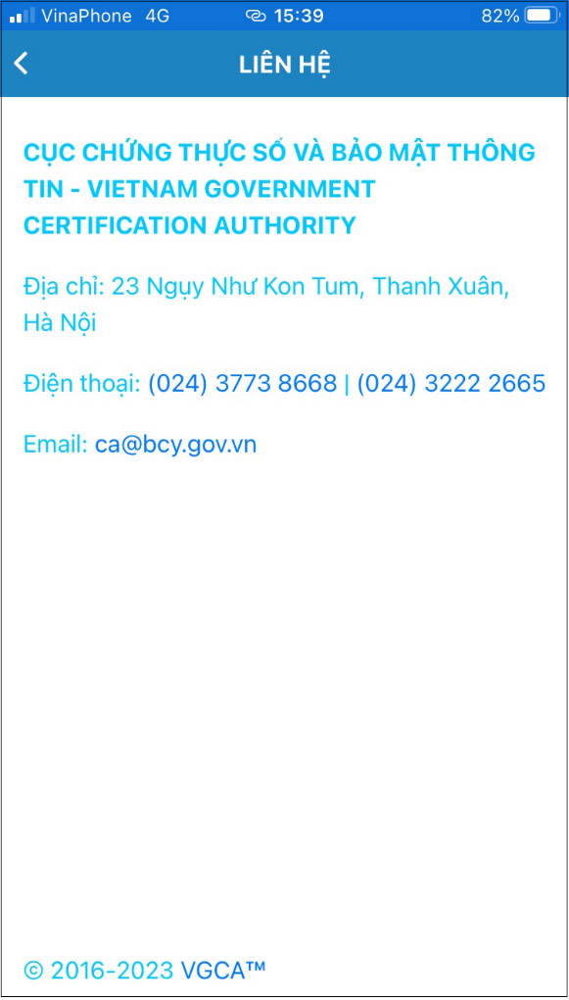 VinaPhone 4G 15:39 82%
LIÊN HỆ
CỤC CHỨNG THỰC SỐ VÀ BẢO MẬT THÔNG
TIN - VIETNAM GOVERNMENT
CERTIFICATION AUTHORITY
Địa chỉ: 23 Ngụy Như Kon Tum, Thanh Xuân,
Hà Nội
Điện thoại: (024) 3773 8668 | (024) 3222 2665
Email: ca@bcy.gov.vn
© 2016-2023 VGCA™